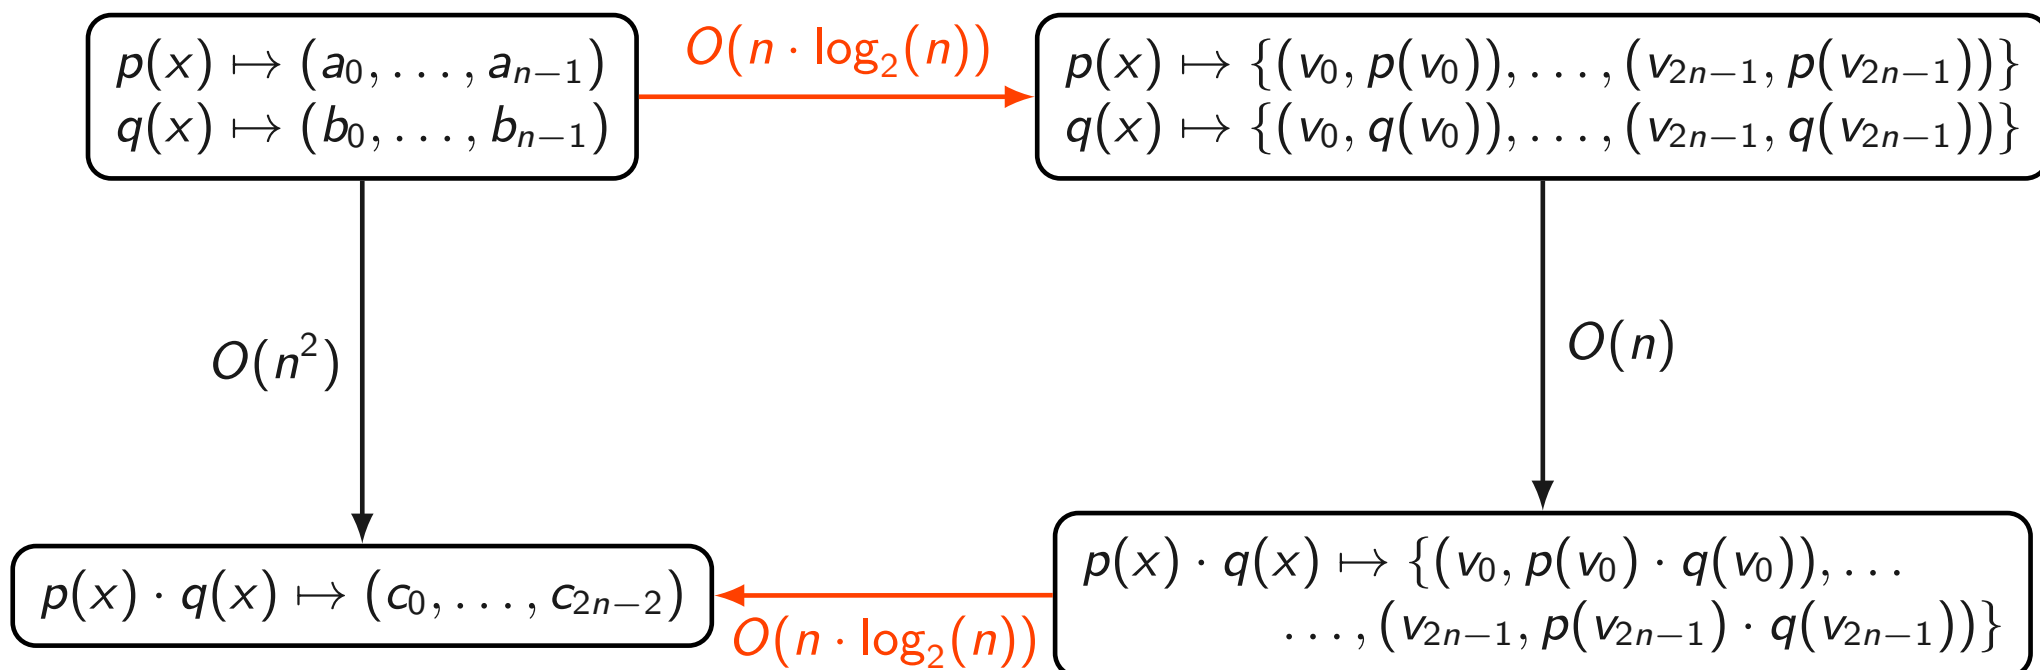 p(x) ↦ (a₀, . . . , aₙ₋₁)
q(x) ↦ (b₀, . . . , bₙ₋₁)
O(n · log₂(n))
p(x) ↦ {(v₀, p(v₀)), . . . , (v₂ₙ₋₁, p(v₂ₙ₋₁))}
q(x) ↦ {(v₀, q(v₀)), . . . , (v₂ₙ₋₁, q(v₂ₙ₋₁))}
O(n²)
O(n)
p(x) · q(x) ↦ (c₀, . . . , c₂ₙ₋₂)
O(n · log₂(n))
p(x) · q(x) ↦ {(v₀, p(v₀) · q(v₀)), . . .
. . . , (v₂ₙ₋₁, p(v₂ₙ₋₁) · q(v₂ₙ₋₁))}